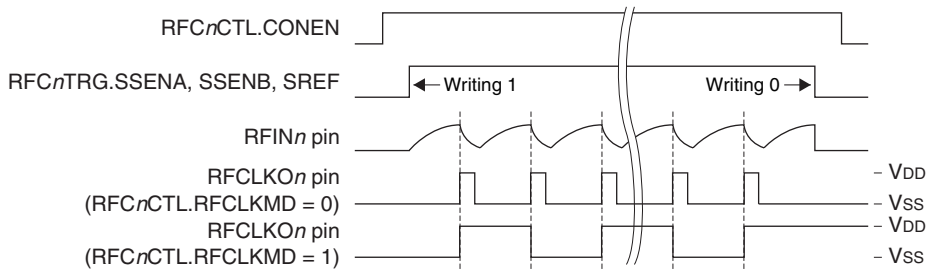 RFCnCTL.CONEN
RFCnTRG.SSENA, SSENB, SREF
Writing 1
Writing 0
RFINn pin
RFCLKOn pin
(RFCnCTL.RFCLKMD = 0)
VDD
VSS
RFCLKOn pin
(RFCnCTL.RFCLKMD = 1)
VDD
VSS